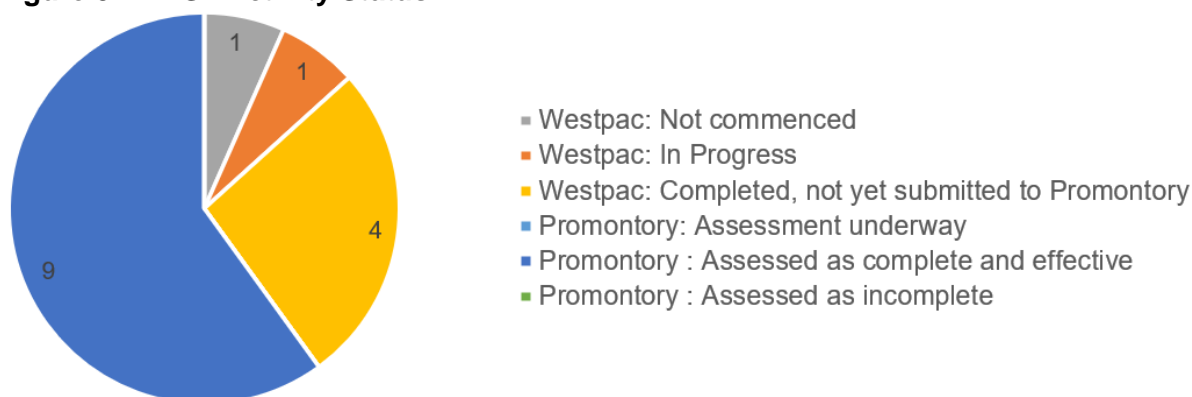 1
1
4
9
Westpac: Not commenced
Westpac: In Progress
Westpac: Completed, not yet submitted to Promontory
Promontory: Assessment underway
Promontory : Assessed as complete and effective
Promontory : Assessed as incomplete